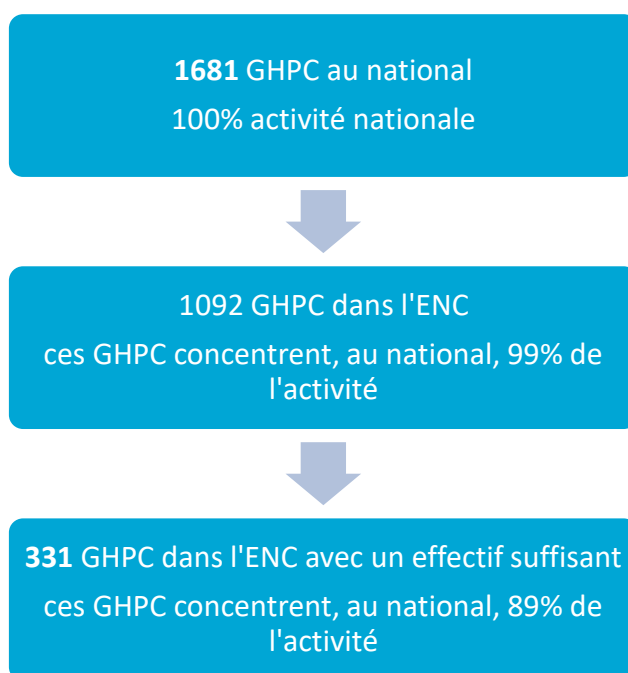 1681 GHPC au national
100% activité nationale
1092 GHPC dans l'ENC
ces GHPC concentrent, au national, 99% de
l'activité
331 GHPC dans l'ENC avec un effectif suffisant
ces GHPC concentrent, au national, 89% de
l'activité